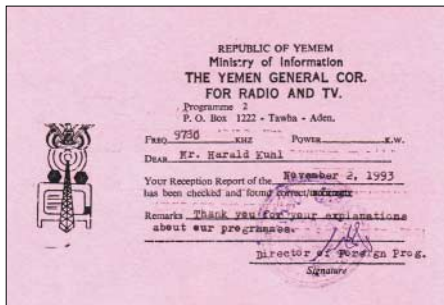 REPUBLIC OF YEMEM
Ministry of Information
THE YEMEN GENERAL COR.
FOR RADIO AND TV.
Programme 2
P. O. Box 1222 - Tawha - Aden.
FREQ 9730 KHZ POWER K.W.
DEAR Mr. Harald Kuhl
Your Reception Report of the November 2, 1993
has been checked and found correct/
Remarks Thank you for your explanations
about our programmes.
Director of Foreign Prog.
Signature